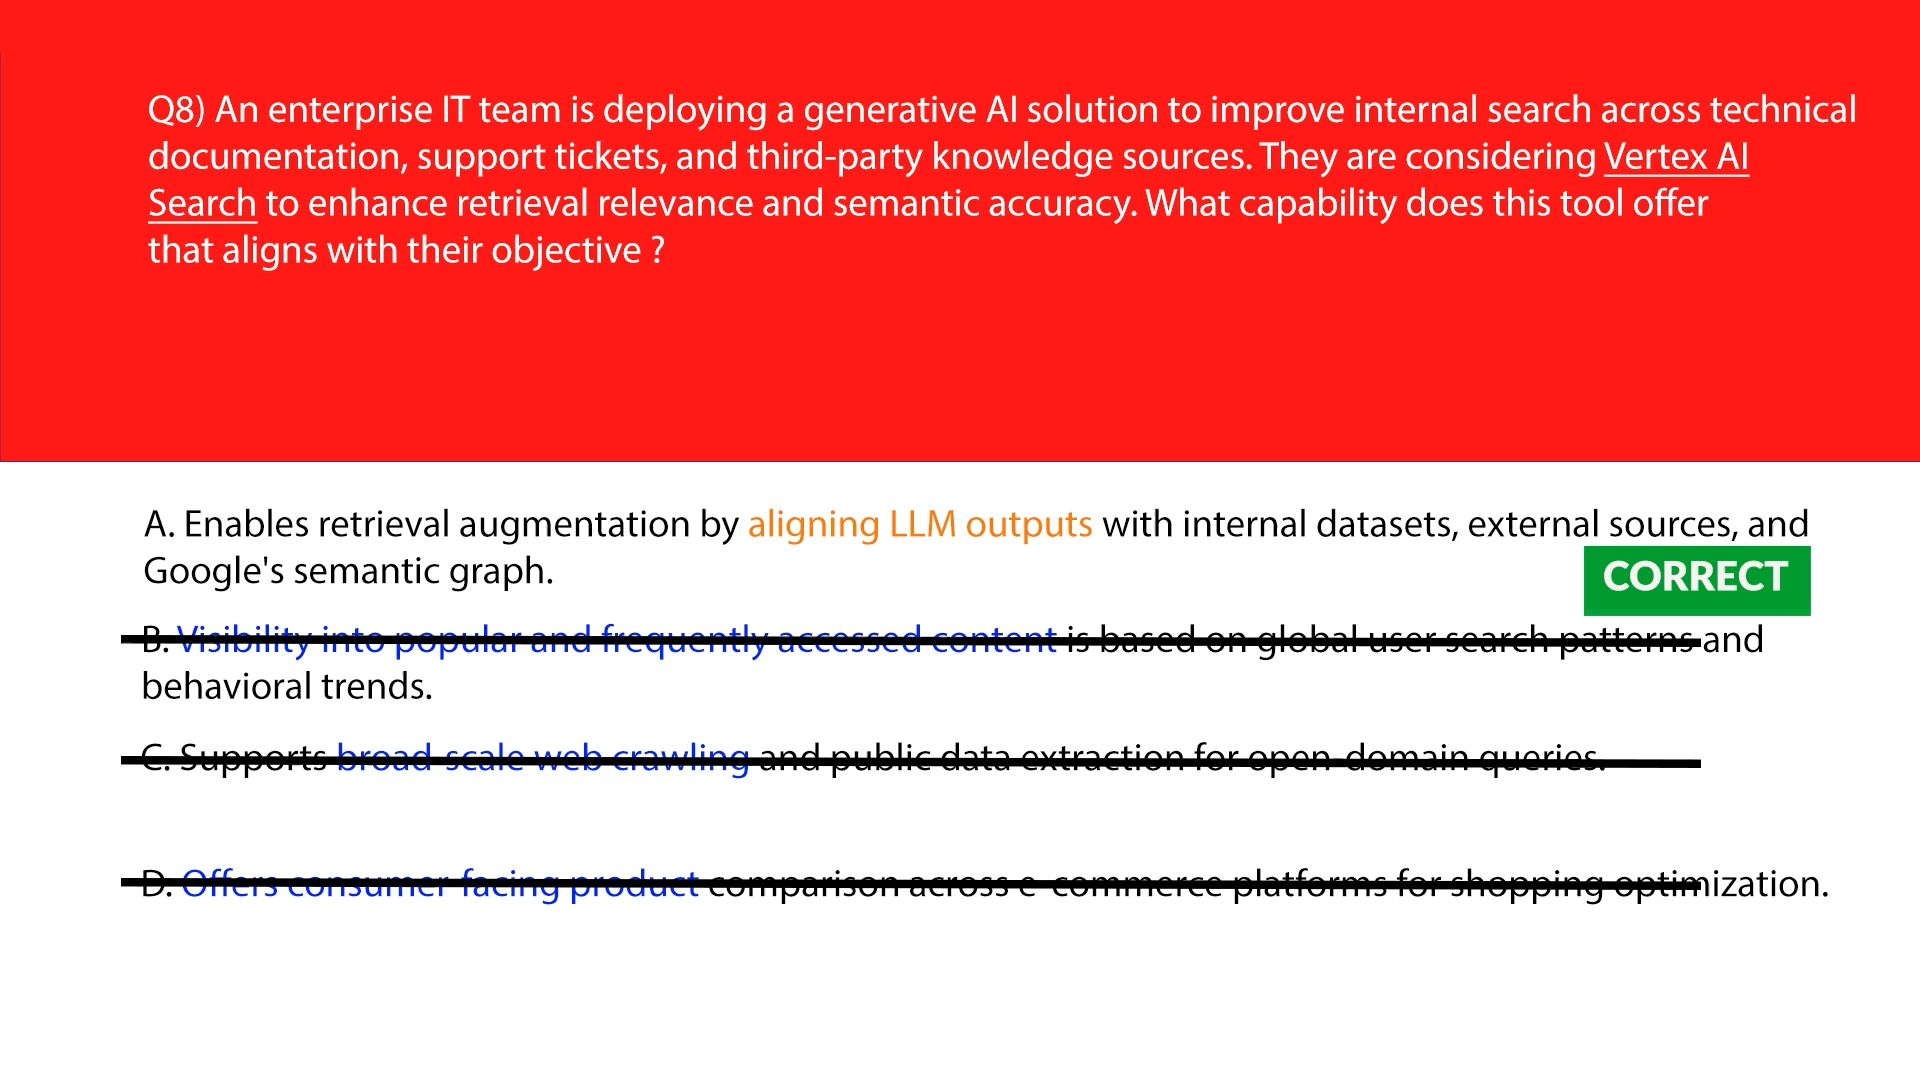 Q8) An enterprise IT team is deploying a generative AI solution to improve internal search across technical
documentation, support tickets, and third-party knowledge sources. They are considering Vertex AI
Search to enhance retrieval relevance and semantic accuracy. What capability does this tool offer
that aligns with their objective ?
A. Enables retrieval augmentation by aligning LLM outputs with internal datasets, external sources, and
Google's semantic graph.
CORRECT
B. Visibility into popular and frequently accessed content is based on global user search patterns and
behavioral trends.
C. Supports broad-scale web crawling and public data extraction for open-domain queries.
D. Offers consumer-facing product comparison across e-commerce platforms for shopping optimization.